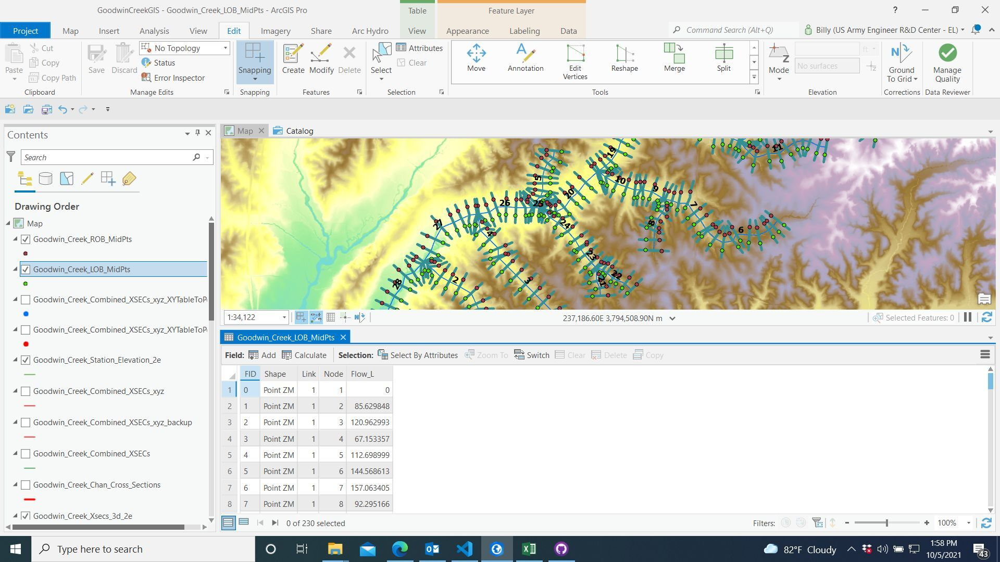 GoodwinCreekGIS - Goodwin_Creek_LOB_MidPts - ArcGIS Pro
Table
Feature Layer
?
Project
Map
Insert
Analysis
View
Edit
Imagery
Share
Arc Hydro
View
Appearance
Labeling
Data
Command Search (Alt+Q)
Billy (US Army Engineer R&D Center - EL)
Paste
Cut
Copy
Copy Path
Clipboard
Save
Discard
No Topology
Status
Error Inspector
Manage Edits
Snapping
Snapping
Create
Modify
Delete
Features
Select
Attributes
Clear
Selection
Move
Annotation
Edit
Vertices
Reshape
Merge
Split
Tools
Mode
ft
No surfaces
Elevation
Ground
To Grid
Corrections
Manage
Quality
Data Reviewer
Contents
Search
Drawing Order
Map
Goodwin_Creek_ROB_MidPts
Goodwin_Creek_LOB_MidPts
Goodwin_Creek_Combined_XSECs_xyz_XYTableToP
Goodwin_Creek_Combined_XSECs_xyz_XYTableToP
Goodwin_Creek_Station_Elevation_2e
Goodwin_Creek_Combined_XSECs_xyz
Goodwin_Creek_Combined_XSECs_xyz_backup
Goodwin_Creek_Combined_XSECs
Goodwin_Creek_Chan_Cross_Sections
Goodwin_Creek_Xsecs_3d_2e
Map
Catalog
19
11
5
10
9
20
26
25
7
27
24
8
6
4
23
22
21
28
2
3
1:34,122
237,186.60E 3,794,508.90N m
Selected Features: 0
Goodwin_Creek_LOB_MidPts
Field: Add Calculate Selection: Select By Attributes Zoom To Switch Clear Delete Copy
FID Shape Link Node Flow_L
1 0 Point ZM 1 1 0
2 1 Point ZM 1 2 85.629848
3 2 Point ZM 1 3 120.962993
4 3 Point ZM 1 4 67.153357
5 4 Point ZM 1 5 112.698999
6 5 Point ZM 1 6 144.568613
7 6 Point ZM 1 7 157.063405
8 7 Point ZM 1 8 92.295166
0 of 230 selected
Filters:
- + 100%
Type here to search
82°F Cloudy
1:58 PM
10/5/2021
43